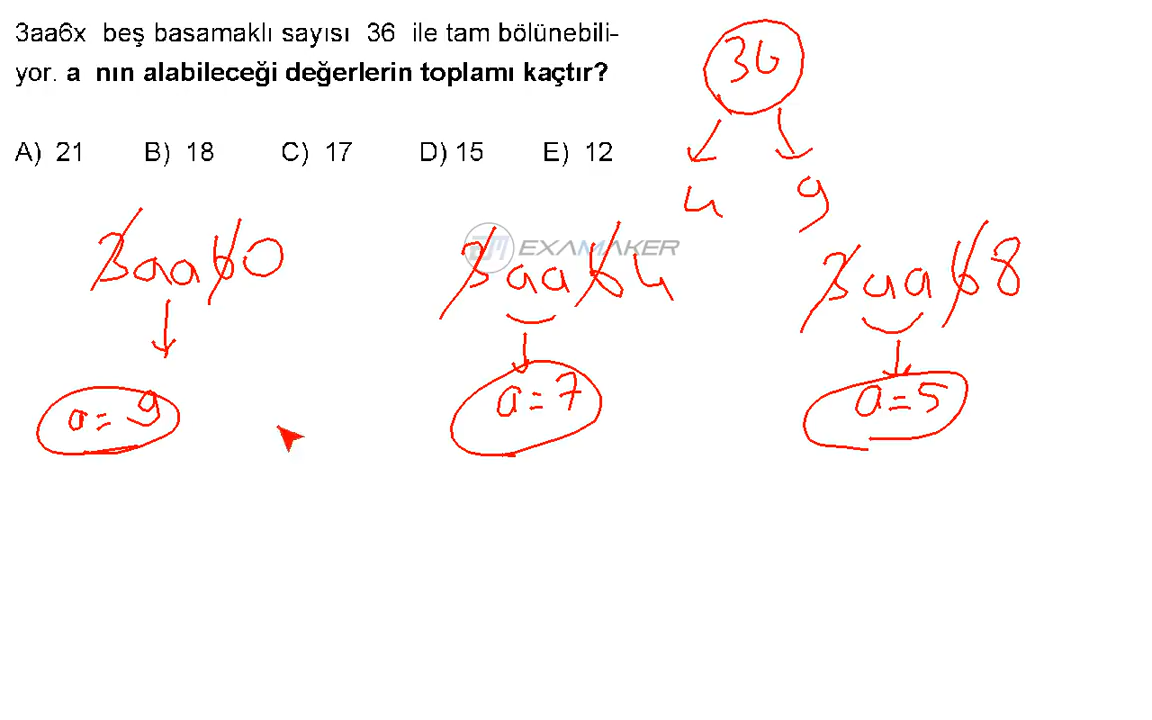 3aa6x beş basamaklı sayısı 36 ile tam bölünebili-
yor. a nın alabileceği değerlerin toplamı kaçtır?
A) 21 B) 18 C) 17 D) 15 E) 12
36
4 9
3aa60 3aa64 3aa68
EXAMAKER
a = 9 a = 7 a = 5